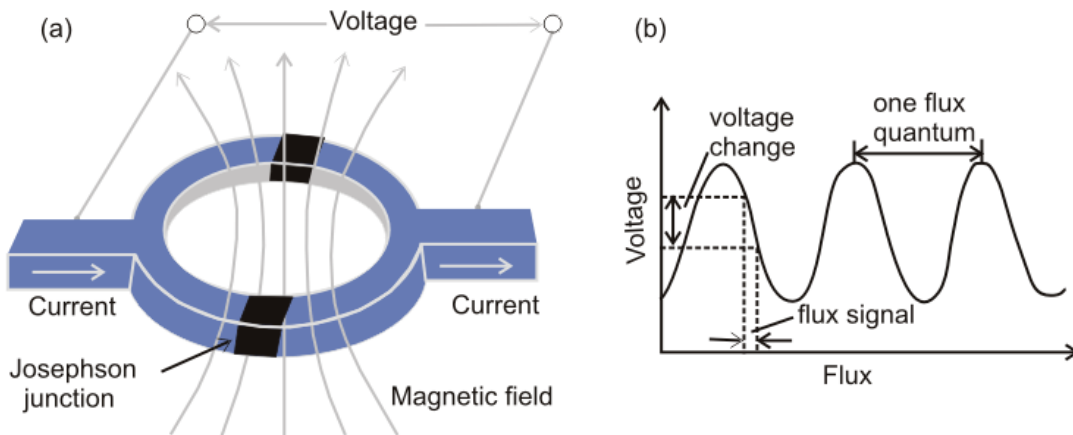 (a)
Voltage
Current
Current
Josephson
junction
Magnetic field
(b)
voltage
change
one flux
quantum
Voltage
flux signal
Flux